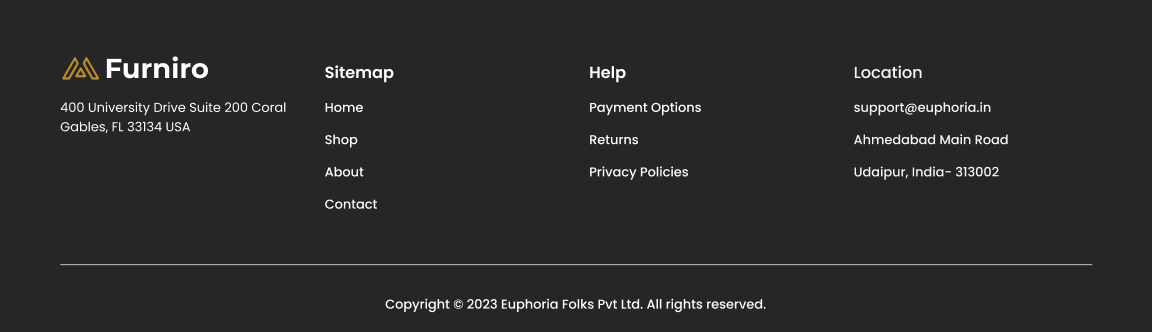 Furniro
400 University Drive Suite 200 Coral
Gables, FL 33134 USA
Sitemap
Home
Shop
About
Contact
Help
Payment Options
Returns
Privacy Policies
Location
support@euphoria.in
Ahmedabad Main Road
Udaipur, India- 313002
Copyright © 2023 Euphoria Folks Pvt Ltd. All rights reserved.